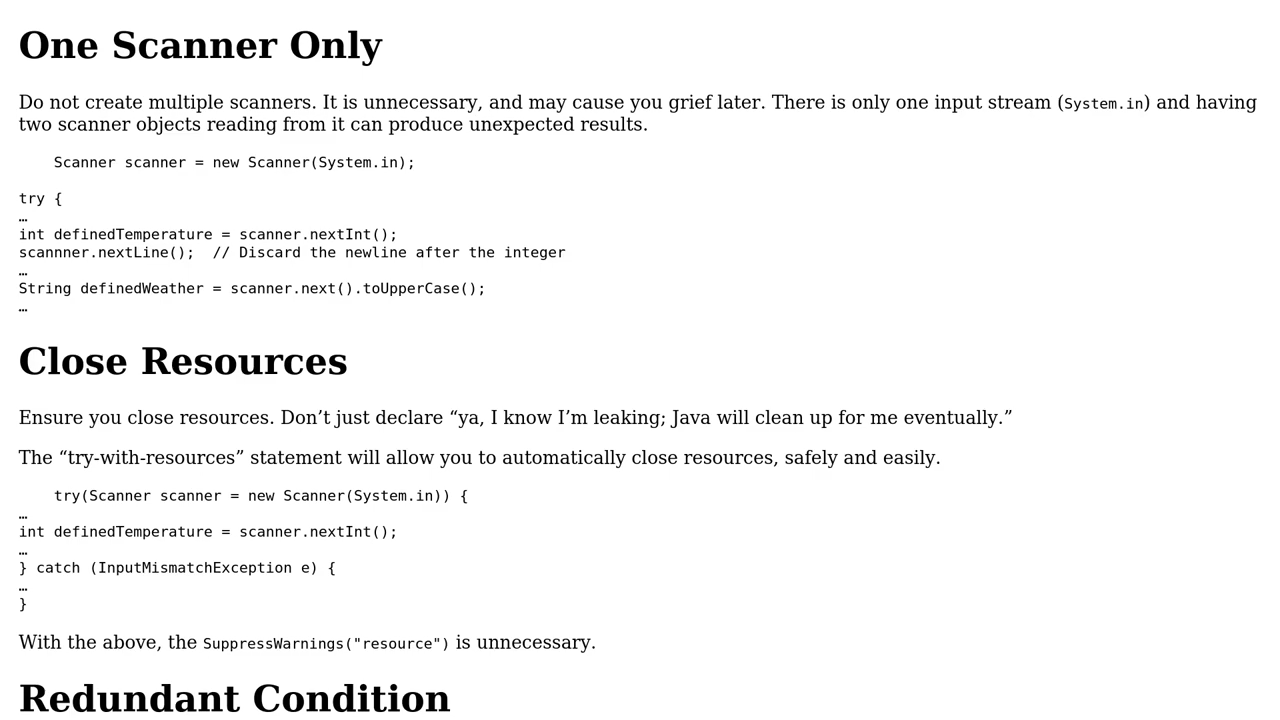 One Scanner Only
Do not create multiple scanners. It is unnecessary, and may cause you grief later. There is only one input stream (System.in) and having
two scanner objects reading from it can produce unexpected results.
    Scanner scanner = new Scanner(System.in);
try {
…
int definedTemperature = scanner.nextInt();
scannner.nextLine();  // Discard the newline after the integer
…
String definedWeather = scanner.next().toUpperCase();
…
Close Resources
Ensure you close resources. Don’t just declare “ya, I know I’m leaking; Java will clean up for me eventually.”
The “try-with-resources” statement will allow you to automatically close resources, safely and easily.
    try(Scanner scanner = new Scanner(System.in)) {
…
int definedTemperature = scanner.nextInt();
…
} catch (InputMismatchException e) {
…
}
With the above, the SuppressWarnings("resource") is unnecessary.
Redundant Condition